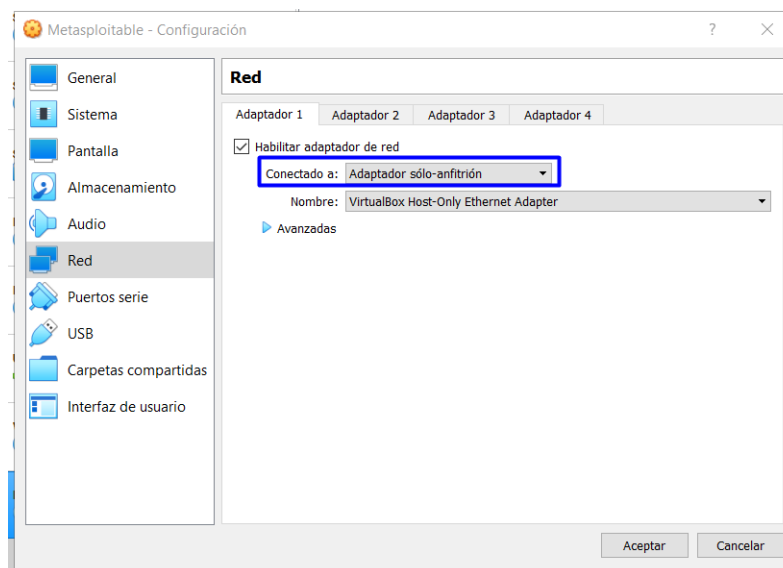 Metasploitable - Configuración
?
General
Sistema
Pantalla
Almacenamiento
Audio
Red
Puertos serie
USB
Carpetas compartidas
Interfaz de usuario
Red
Adaptador 1 Adaptador 2 Adaptador 3 Adaptador 4
Habilitar adaptador de red
Conectado a: Adaptador sólo-anfitrión
Nombre: VirtualBox Host-Only Ethernet Adapter
Avanzadas
Aceptar Cancelar